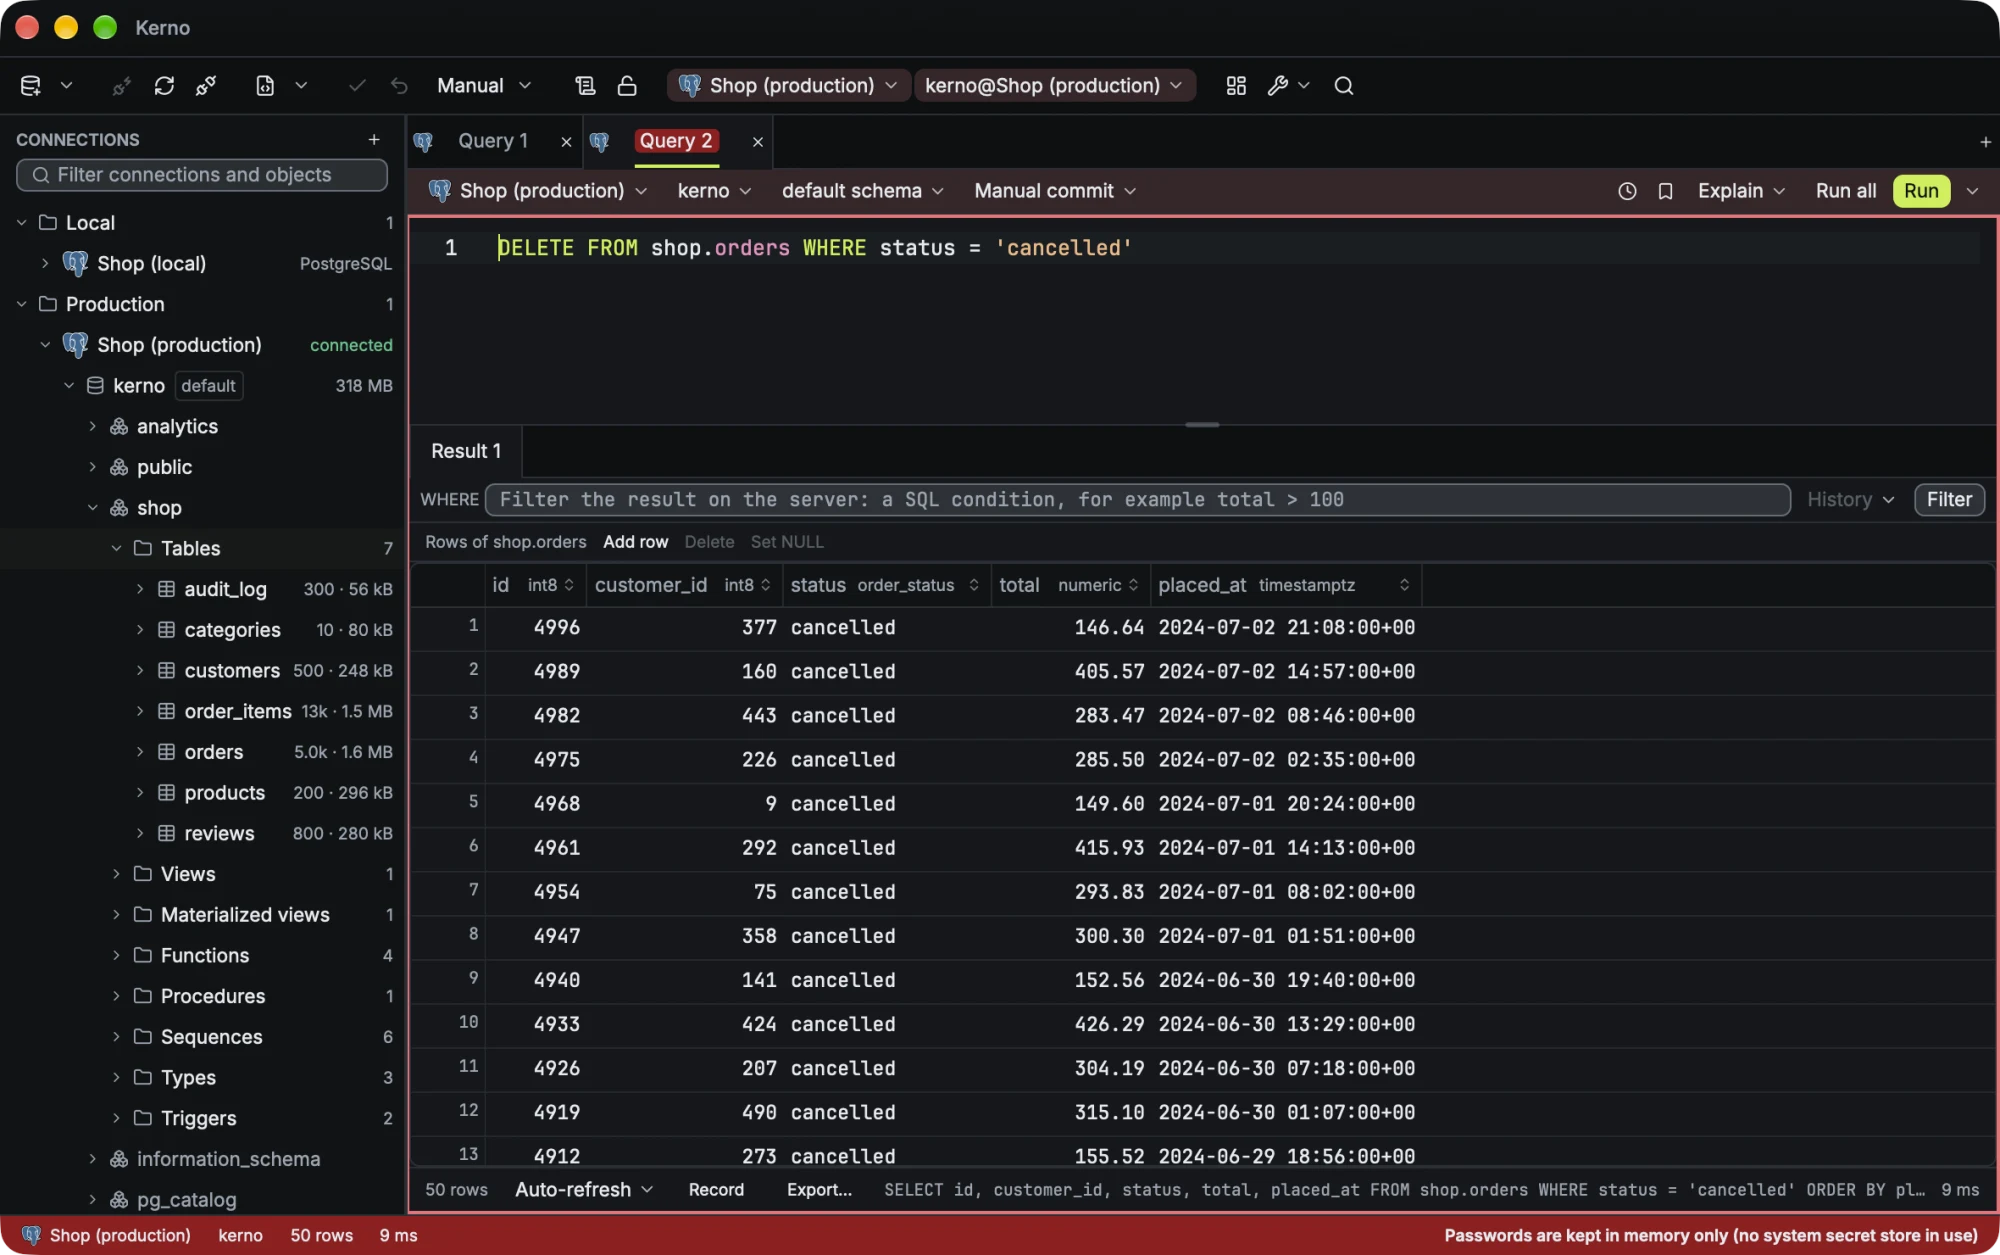 Kerno
Manual
Shop (production)
kerno@Shop (production)
CONNECTIONS
Filter connections and objects
Local 1
Shop (local) PostgreSQL
Production 1
Shop (production) connected
kerno default 318 MB
analytics
public
shop
Tables 7
audit_log 300 · 56 kB
categories 10 · 80 kB
customers 500 · 248 kB
order_items 13k · 1.5 MB
orders 5.0k · 1.6 MB
products 200 · 296 kB
reviews 800 · 280 kB
Views 1
Materialized views 1
Functions 4
Procedures 1
Sequences 6
Types 3
Triggers 2
information_schema
pg_catalog
Query 1
Query 2
Shop (production) kerno default schema Manual commit Explain Run all Run
1 DELETE FROM shop.orders WHERE status = 'cancelled'
Result 1
WHERE Filter the result on the server: a SQL condition, for example total > 100 History Filter
Rows of shop.orders Add row Delete Set NULL
id int8 customer_id int8 status order_status total numeric placed_at timestamptz
1 4996 377 cancelled 146.64 2024-07-02 21:08:00+00
2 4989 160 cancelled 405.57 2024-07-02 14:57:00+00
3 4982 443 cancelled 283.47 2024-07-02 08:46:00+00
4 4975 226 cancelled 285.50 2024-07-02 02:35:00+00
5 4968 9 cancelled 149.60 2024-07-01 20:24:00+00
6 4961 292 cancelled 415.93 2024-07-01 14:13:00+00
7 4954 75 cancelled 293.83 2024-07-01 08:02:00+00
8 4947 358 cancelled 300.30 2024-07-01 01:51:00+00
9 4940 141 cancelled 152.56 2024-06-30 19:40:00+00
10 4933 424 cancelled 426.29 2024-06-30 13:29:00+00
11 4926 207 cancelled 304.19 2024-06-30 07:18:00+00
12 4919 490 cancelled 315.10 2024-06-30 01:07:00+00
13 4912 273 cancelled 155.52 2024-06-29 18:56:00+00
50 rows Auto-refresh Record Export... SELECT id, customer_id, status, total, placed_at FROM shop.orders WHERE status = 'cancelled' ORDER BY pl… 9 ms
Shop (production) kerno 50 rows 9 ms Passwords are kept in memory only (no system secret store in use)